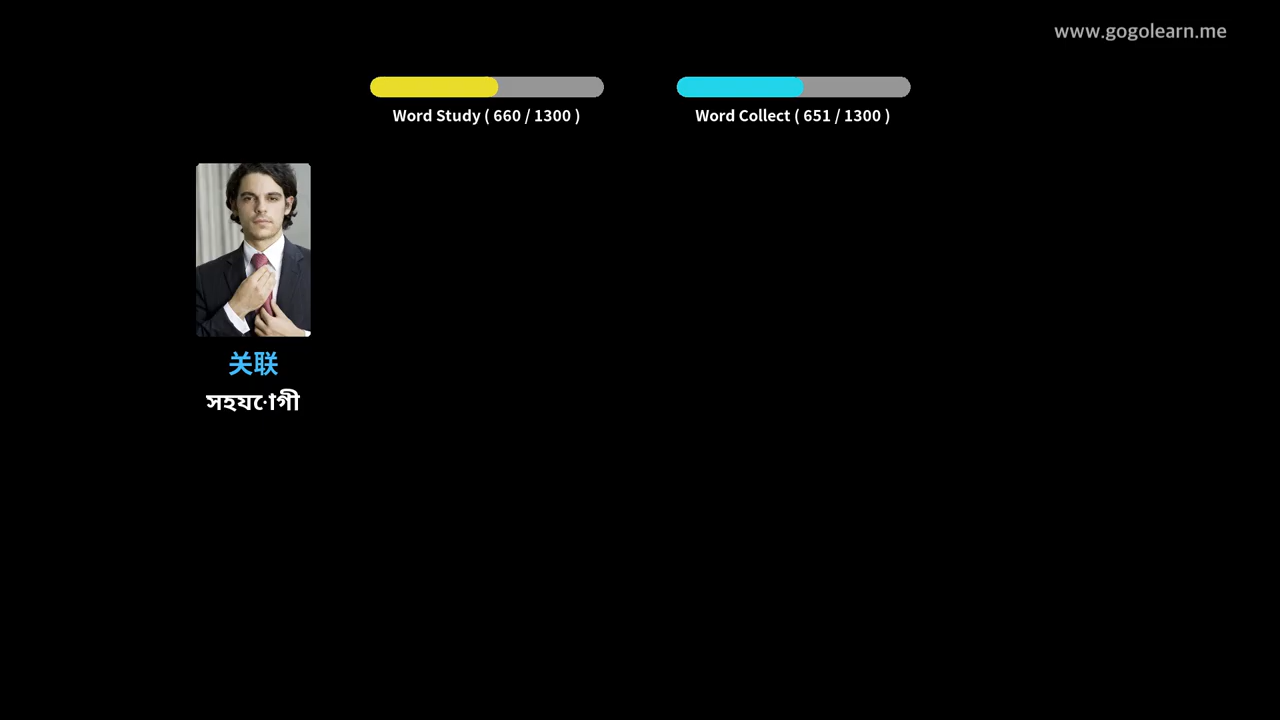 www.gogolearn.me
Word Study ( 660 / 1300 )
Word Collect ( 651 / 1300 )
关联
সহযোগী